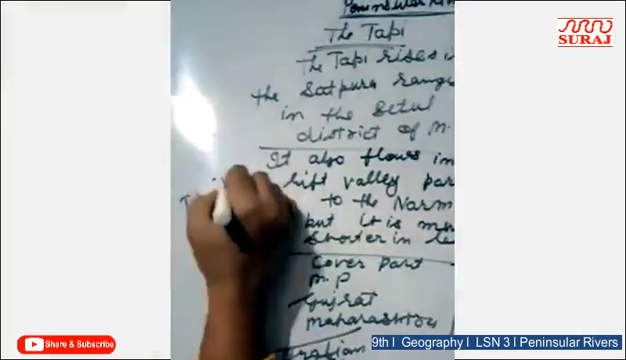 Peninsular
SURAJ
The Tapi
The Tapi rises
the Satpura range
in the Betul
district of M.
It also flows in
Rift valley par
to the Narm
but it is
shorter in le
Cover part
M.P
Gujrat
maharashtra
Arabian
Share & Subscribe
9th I Geography I LSN 3 I Peninsular Rivers